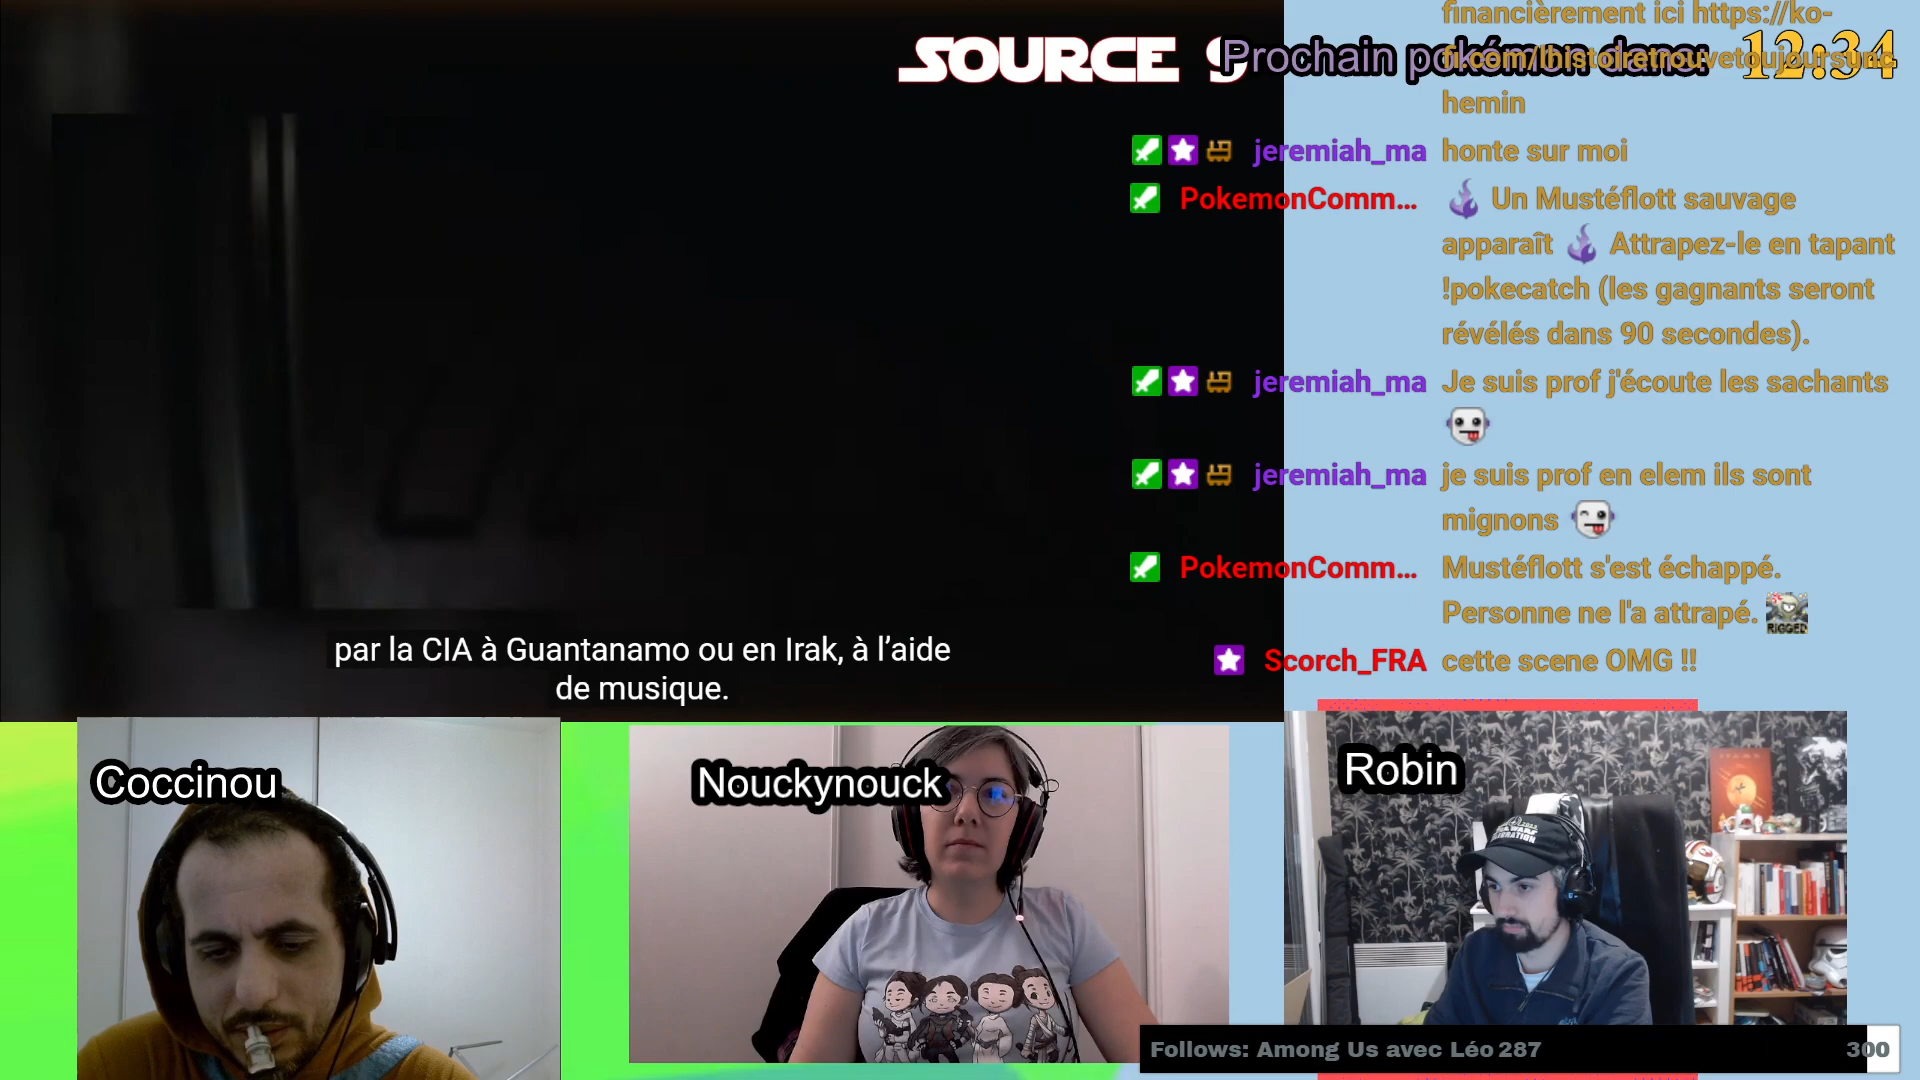 financièrement ici https://ko-
SOURCE 9
Prochain pokémon dans: 12:34
fi.com/lhistoiretrouvetoujoursunc
hemin
jeremiah_ma honte sur moi
PokemonComm... Un Mustéflott sauvage
apparaît Attrapez-le en tapant
!pokecatch (les gagnants seront
révélés dans 90 secondes).
jeremiah_ma Je suis prof j'écoute les sachants
jeremiah_ma je suis prof en elem ils sont
mignons
PokemonComm... Mustéflott s'est échappé.
Personne ne l'a attrapé.
RIGGED
Scorch_FRA cette scene OMG !!
par la CIA à Guantanamo ou en Irak, à l’aide
de musique.
Coccinou
Nouckynouck
Robin
Follows: Among Us avec Léo 287
300